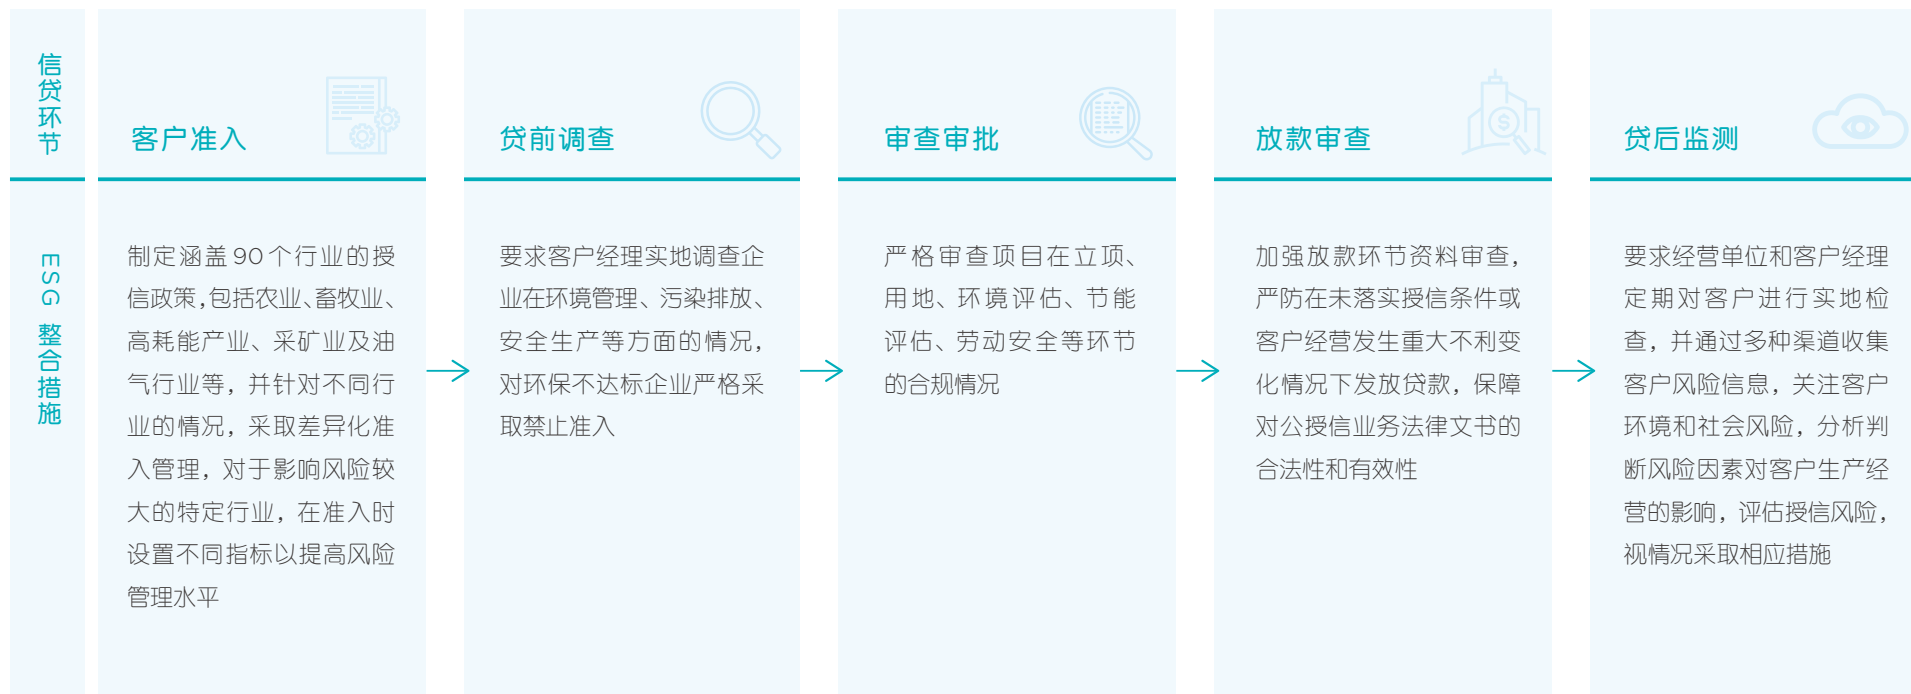 信贷环节
ESG 整合措施
客户准入
制定涵盖 90 个行业的授
信政策，包括农业、畜牧业、
高耗能产业、采矿业及油
气行业等，并针对不同行
业的情况，采取差异化准
入管理，对于影响风险较
大的特定行业，在准入时
设置不同指标以提高风险
管理水平
贷前调查
要求客户经理实地调查企
业在环境管理、污染排放、
安全生产等方面的情况，
对环保不达标企业严格采
取禁止准入
审查审批
严格审查项目在立项、
用地、环境评估、节能
评估、劳动安全等环节
的合规情况
放款审查
加强放款环节资料审查，
严防在未落实授信条件或
客户经营发生重大不利变
化情况下发放贷款，保障
对公授信业务法律文书的
合法性和有效性
贷后监测
要求经营单位和客户经理
定期对客户进行实地检
查，并通过多种渠道收集
客户风险信息，关注客户
环境和社会风险，分析判
断风险因素对客户生产经
营的影响，评估授信风险，
视情况采取相应措施